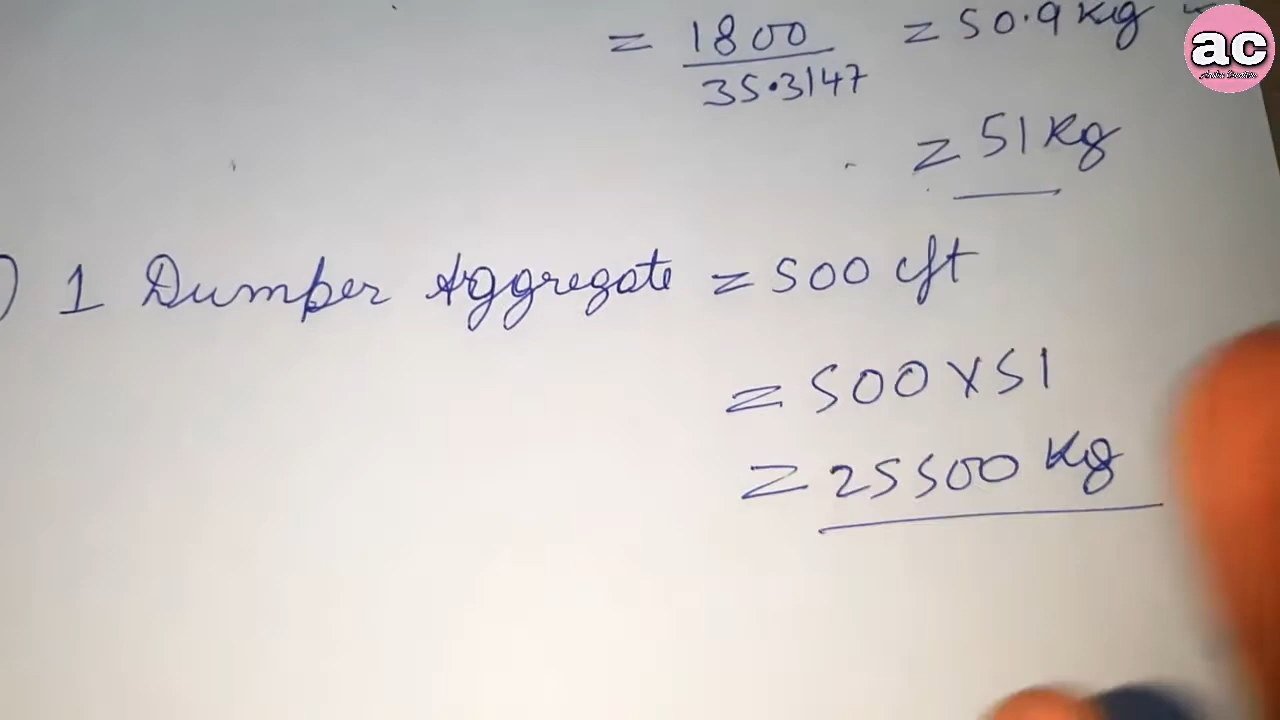 = 1800 / 35.3147 = 50.9 kg
= 51 kg
) 1 Dumper Aggregate = 500 cft
= 500 x 51
= 25500 kg
ac